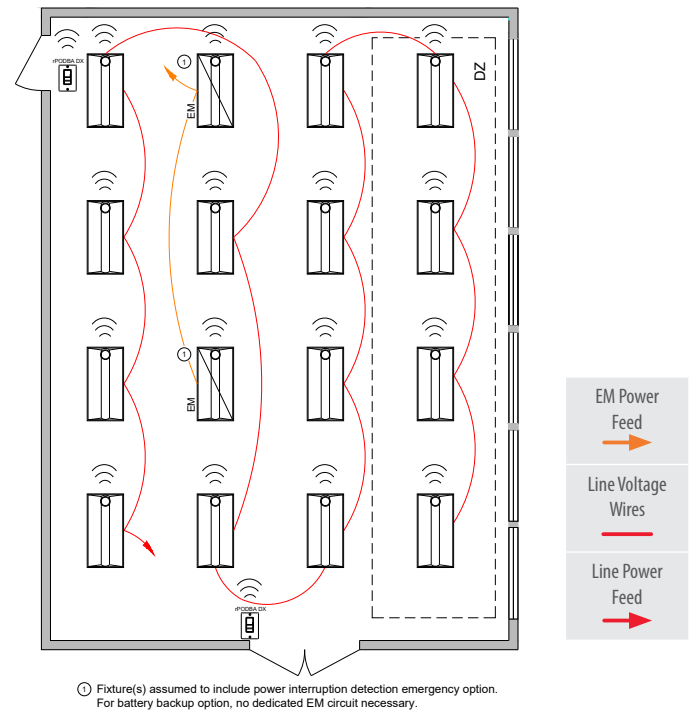 rPODBA DX
1
EM
DZ
1
EM
rPODBA DX
EM Power
Feed
Line Voltage
Wires
Line Power
Feed
1 Fixture(s) assumed to include power interruption detection emergency option.
For battery backup option, no dedicated EM circuit necessary.